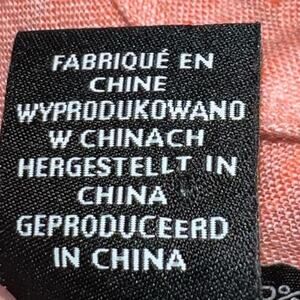 FABRIQUÉ EN
CHINE
WYPRODUKOWANO
W CHINACH
HERGESTELLT IN
CHINA
GEPRODUCEERD
IN CHINA